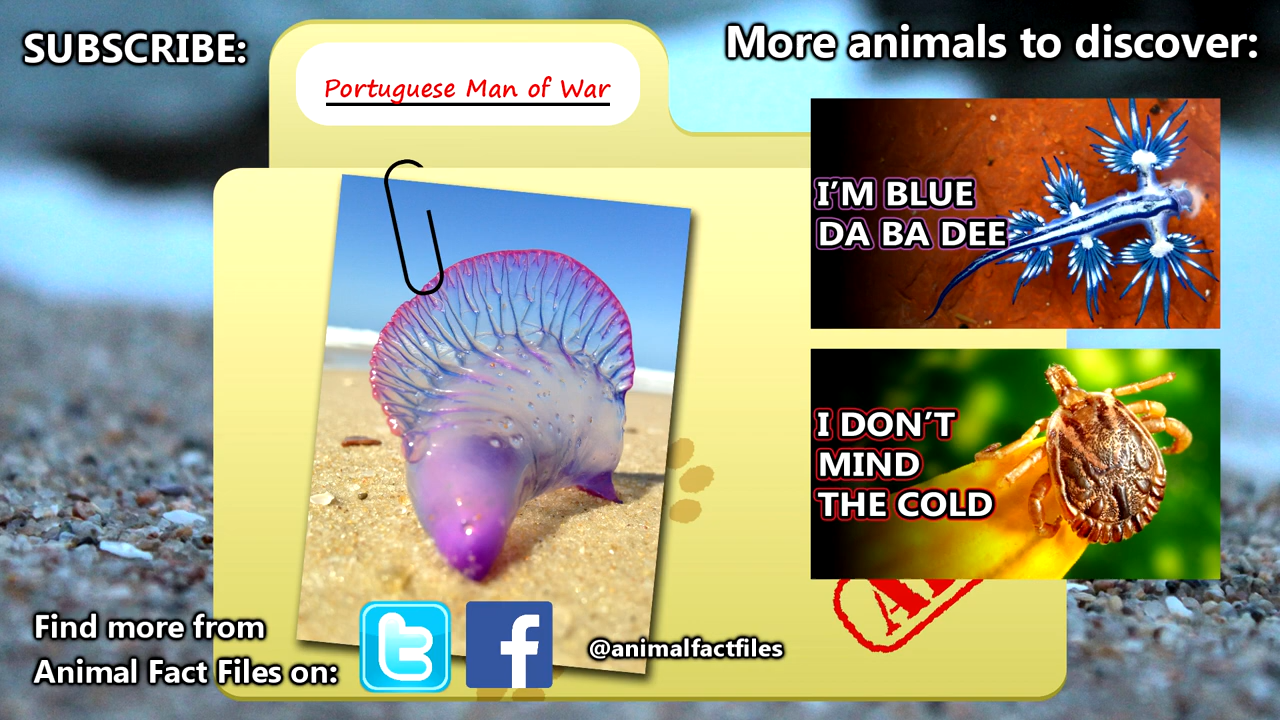 SUBSCRIBE:
Portuguese Man of War
More animals to discover:
I'M BLUE
DA BA DEE
I DON'T
MIND
THE COLD
Find more from
Animal Fact Files on:
@animalfactfiles